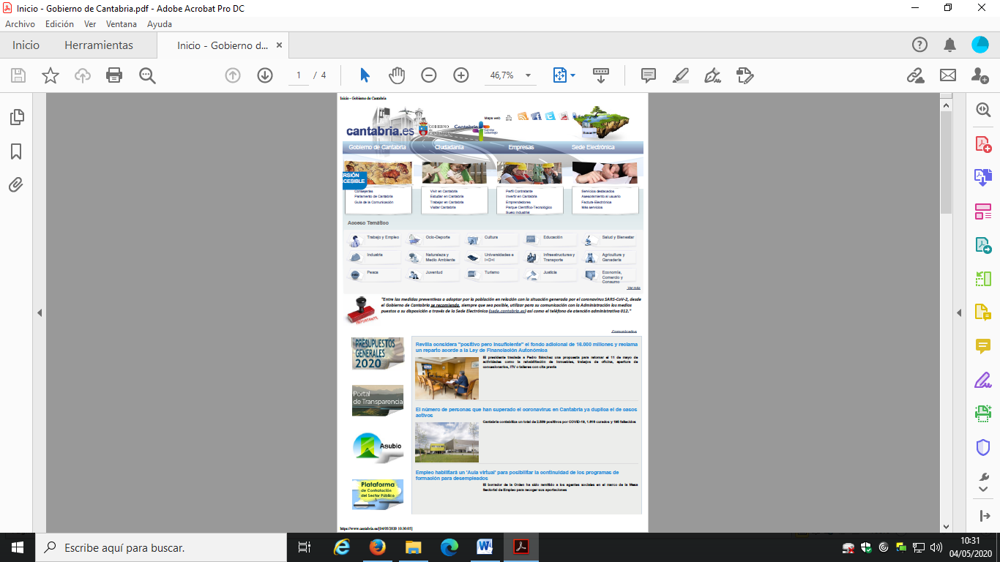 Inicio - Gobierno de Cantabria.pdf - Adobe Acrobat Pro DC
Archivo Edición Ver Ventana Ayuda
Inicio Herramientas Inicio - Gobierno d... ×
1 / 4 46,7%
Inicio - Gobierno de Cantabria
Mapa web
cantabria.es GOBIERNO de CANTABRIA Cantabria
Gobierno de Cantabria Ciudadanía Empresas Sede Electrónica
ERSIÓN
CCESIBLE
Consejerías Vivir en Cantabria Perfil Contratante Servicios destacados
Parlamento de Cantabria Estudiar en Cantabria Invertir en Cantabria Asesoramiento al usuario
Guía de la Comunicación Trabajar en Cantabria Emprendedores Factura Electrónica
Visitar Cantabria Parque Científico-Tecnológico Más servicios
Suelo Industrial
Acceso Temático
Trabajo y Empleo Ocio-Deporte Cultura Educación Salud y Bienestar
Industria Naturaleza y Universidades e Infraestructuras y Agricultura y
Medio Ambiente I+D+I Transporte Ganadería
Pesca Juventud Turismo Justicia Economía,
Comercio y
Consumo
Ver más
"Entre las medidas preventivas a adoptar por la población en relación con la situación generada por el coronavirus SARS-CoV-2, desde
el Gobierno de Cantabria se recomienda, siempre que sea posible, utilizar para su comunicación con la Administración los medios
puestos a su disposición a través de la Sede Electrónica (sede.cantabria.es) así como el teléfono de atención administrativa 012."
IMPORTANTE
Comunicados
PRESUPUESTOS
GENERALES
2020
Revilla considera "positivo pero insuficiente" el fondo adicional de 16.000 millones y reclama
un reparto acorde a la Ley de Financiación Autonómica
El presidente traslada a Pedro Sánchez una propuesta para retomar el 11 de mayo de
actividades como la rehabilitación de inmuebles, trabajos de oficina, apertura de
concesionarios, ITV o talleres con cita previa
Portal
de Transparencia
El número de personas que han superado el coronavirus en Cantabria ya duplica el de casos
activos
Cantabria contabiliza un total de positivos por COVID-19, curados y fallecidos
Asubio
Empleo habilitará un 'Aula virtual' para posibilitar la continuidad de los programas de
formación para desempleados
El borrador de la Orden ha sido remitido a los agentes sociales en el marco de la Mesa
Sectorial de Empleo para recoger sus aportaciones
Plataforma
de Contratación
del Sector Público
https://www.cantabria.es/[04/05/2020 10:30:05]
Escribe aquí para buscar.
10:31
04/05/2020